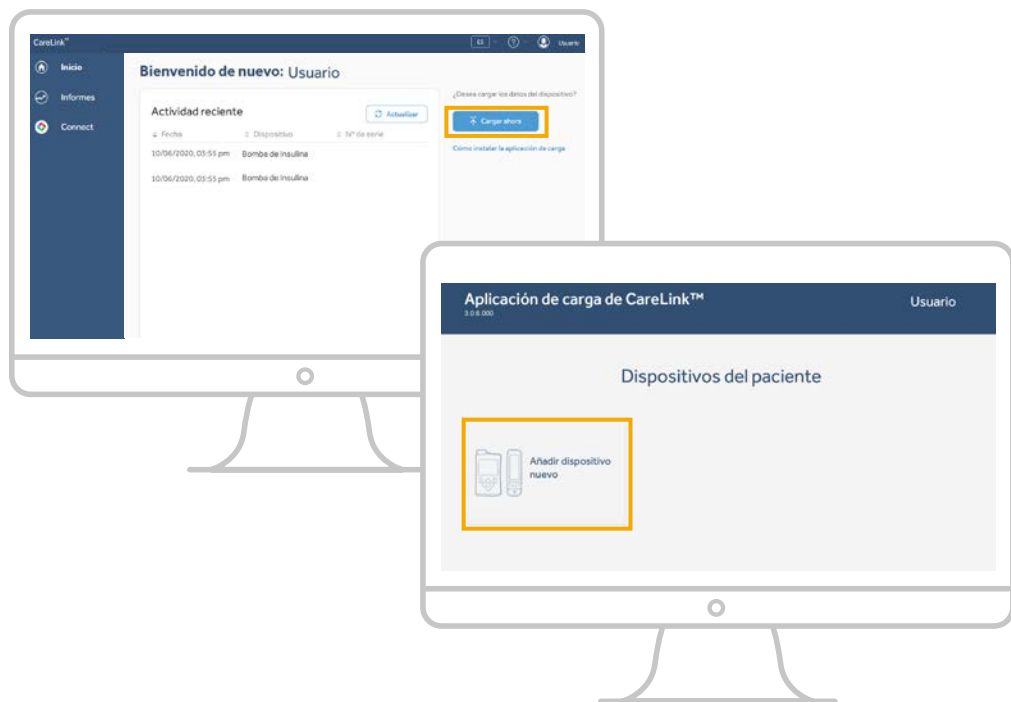 CareLink™
ES
Usuario
Inicio
Informes
Connect
Bienvenido de nuevo: Usuario
Actividad reciente
Actualizar
Fecha Dispositivo Nº de serie
10/06/2020, 03:55 pm Bomba de insulina
10/06/2020, 03:55 pm Bomba de insulina
¿Desea cargar los datos del dispositivo?
Cargar ahora
Cómo instalar la aplicación de carga
Aplicación de carga de CareLink™
3.0.6.000
Usuario
Dispositivos del paciente
Añadir dispositivo
nuevo